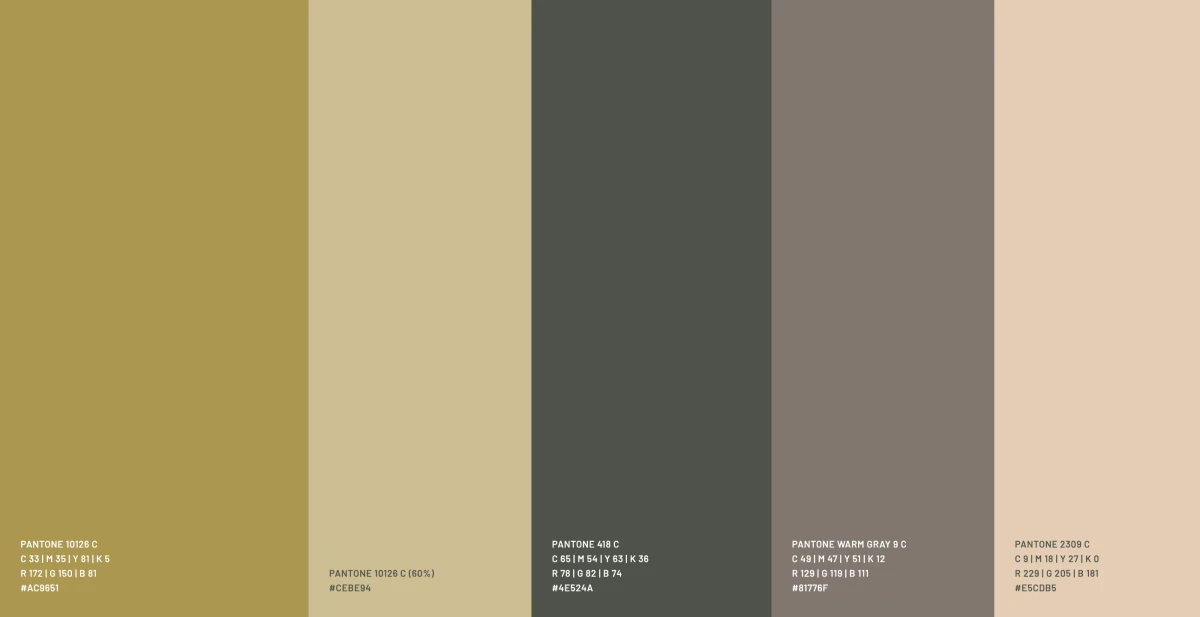 PANTONE 10126 C
C 33 | M 35 | Y 81 | K 5
R 172 | G 150 | B 81
#AC9651
PANTONE 10126 C (60%)
#CEBE94
PANTONE 418 C
C 65 | M 54 | Y 63 | K 36
R 78 | G 82 | B 74
#4E524A
PANTONE WARM GRAY 9 C
C 49 | M 47 | Y 51 | K 12
R 129 | G 119 | B 111
#81776F
PANTONE 2309 C
C 9 | M 18 | Y 27 | K 0
R 229 | G 205 | B 181
#E5CDB5